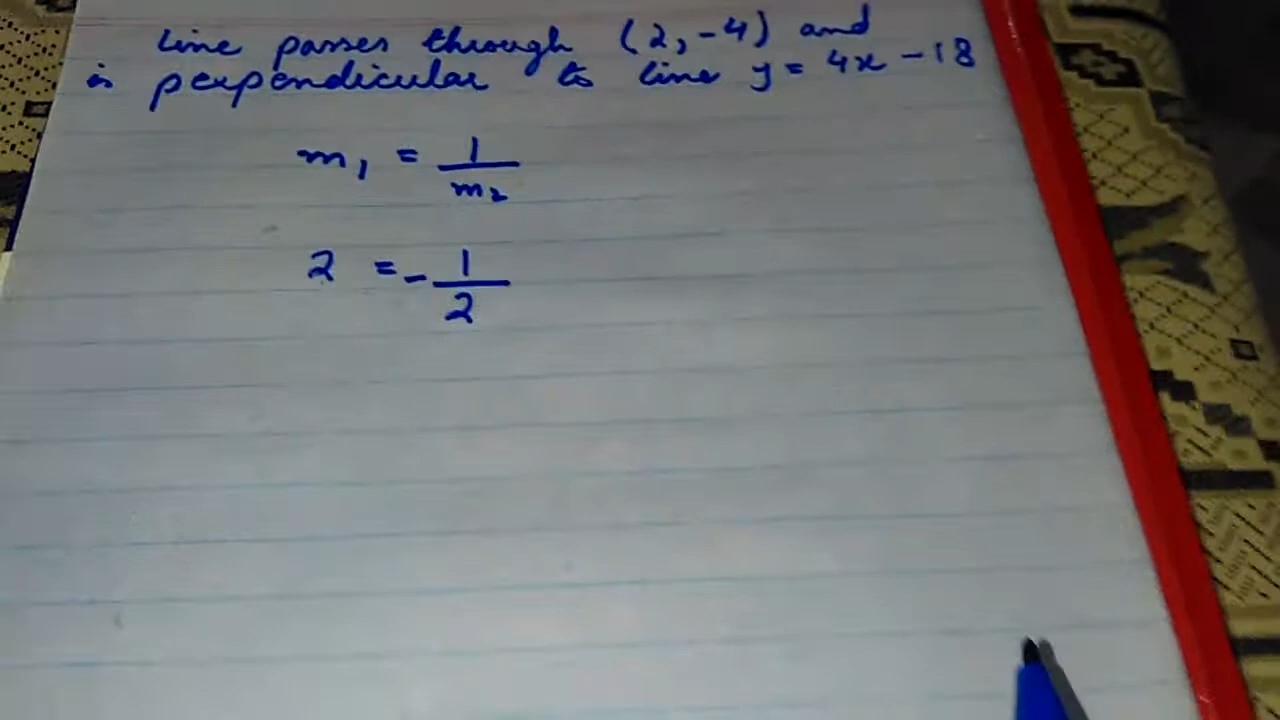 line passes through (2, -4) and
is perpendicular to line y = 4x - 18
m₁ = 1/m₂
2 = - 1/2